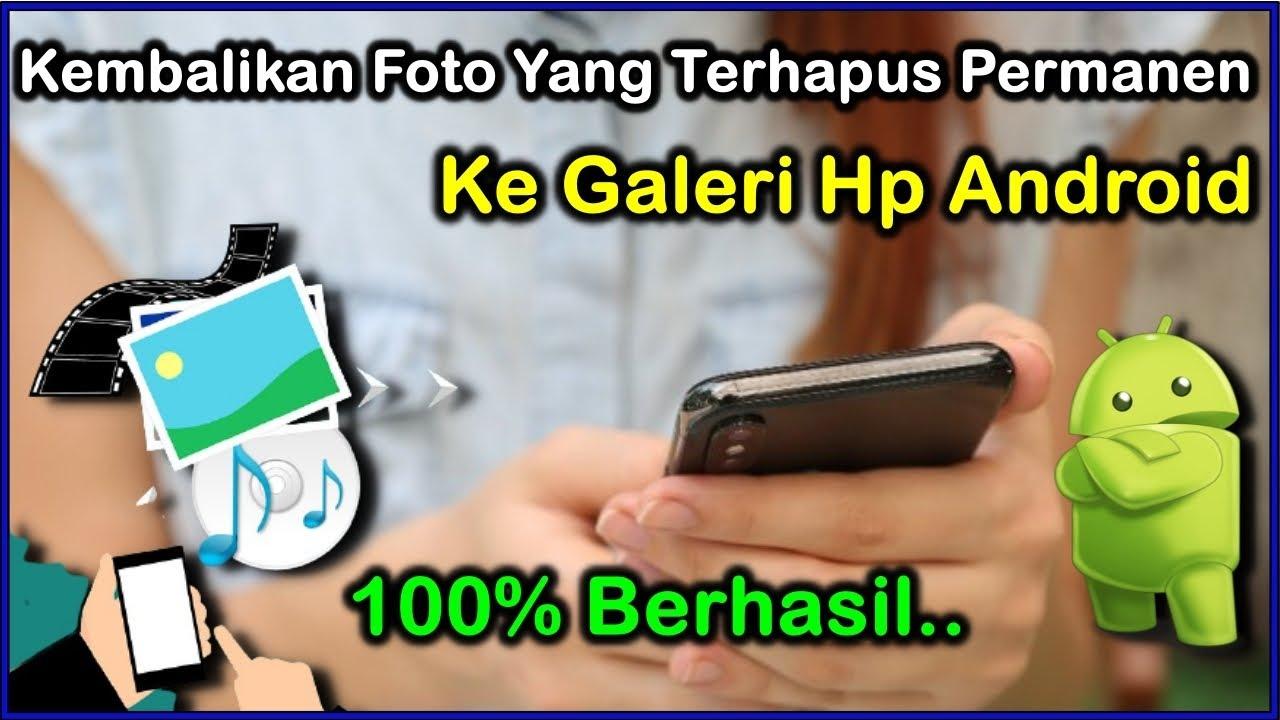 Kembalikan Foto Yang Terhapus Permanen
Ke Galeri Hp Android
100% Berhasil..